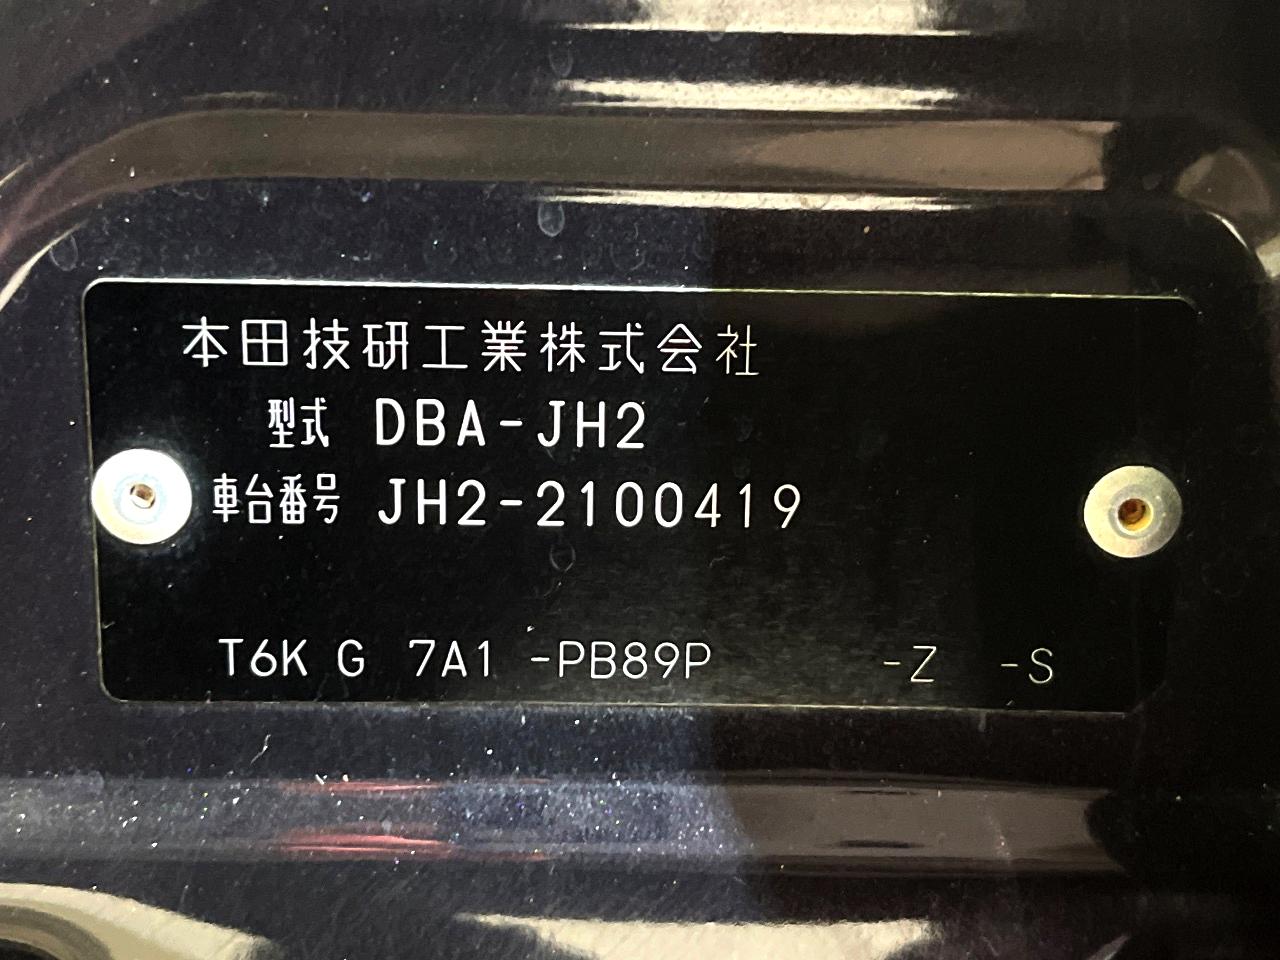 本田技研工業株式会社
型式 DBA-JH2
車台番号 JH2-2100419
T6K G 7A1 -PB89P -Z -S